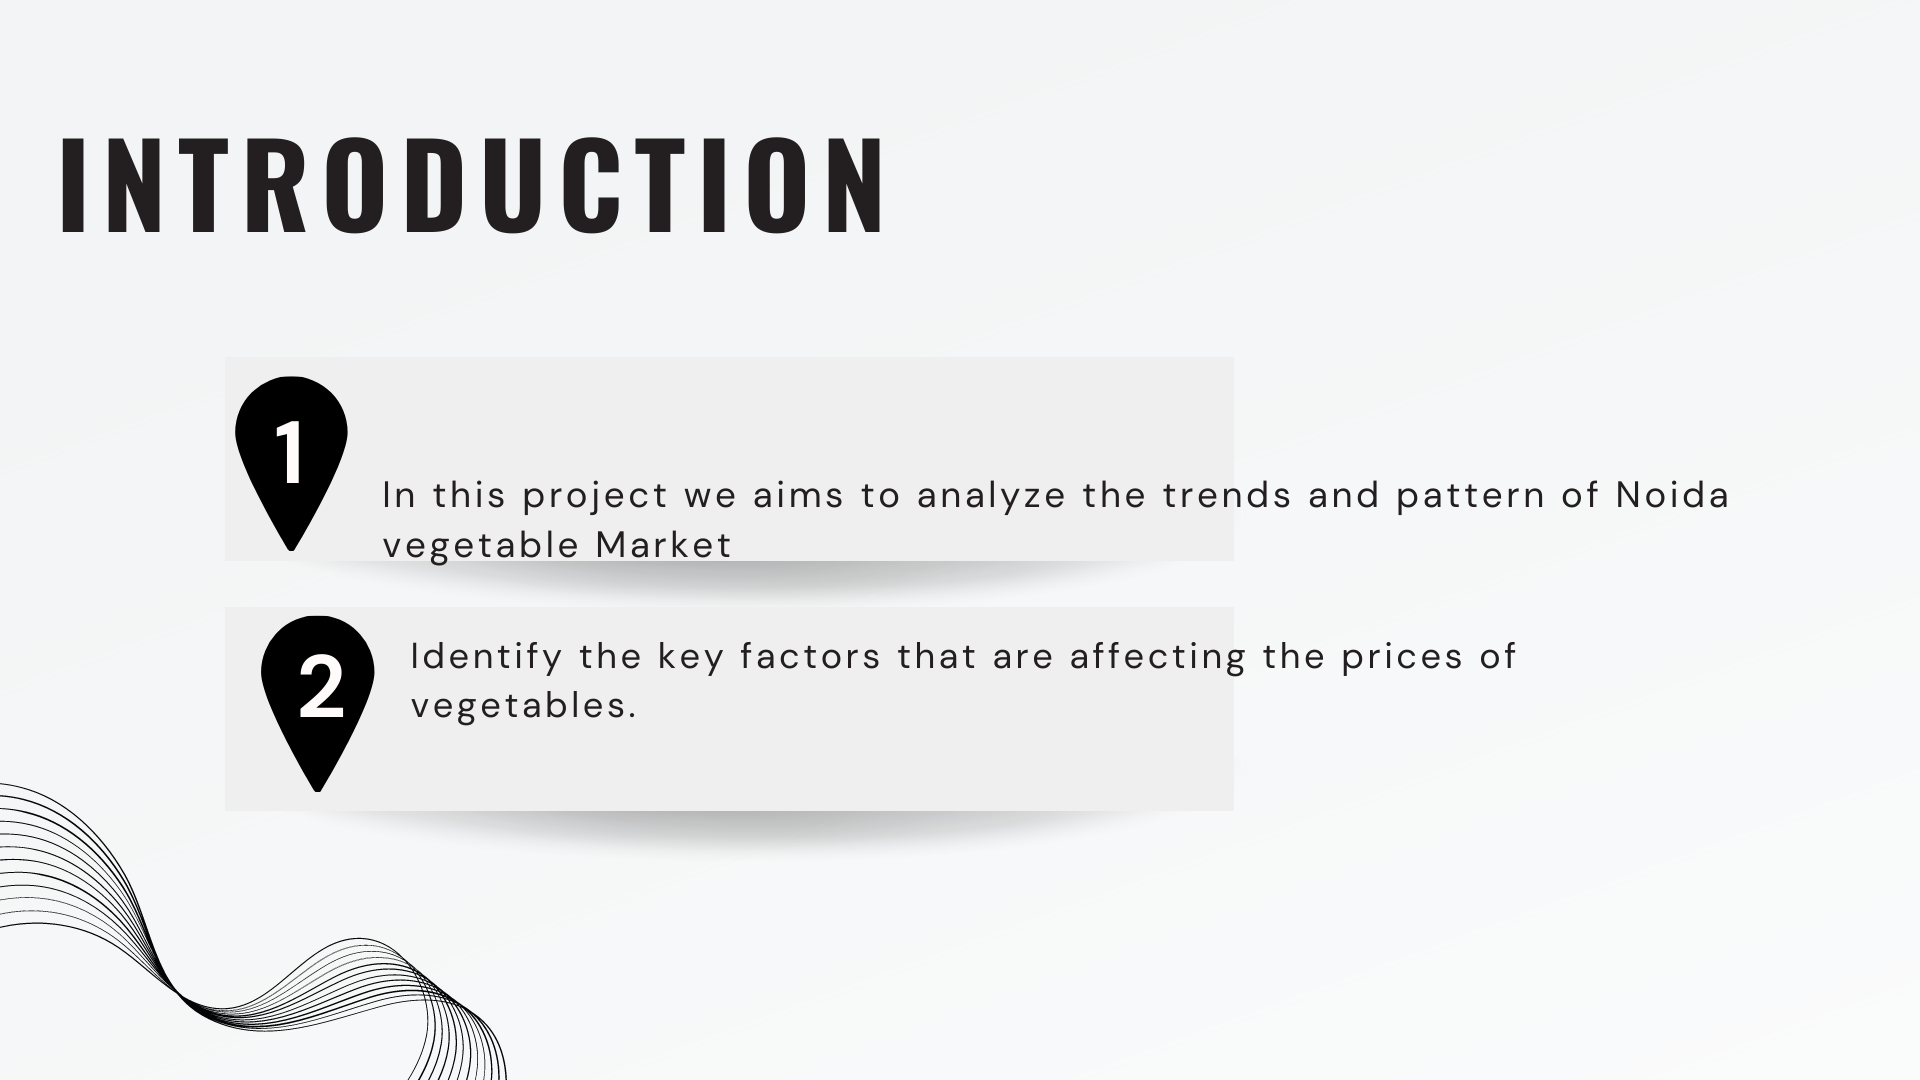 INTRODUCTION
1
In this project we aims to analyze the trends and pattern of Noida
vegetable Market
2
Identify the key factors that are affecting the prices of
vegetables.